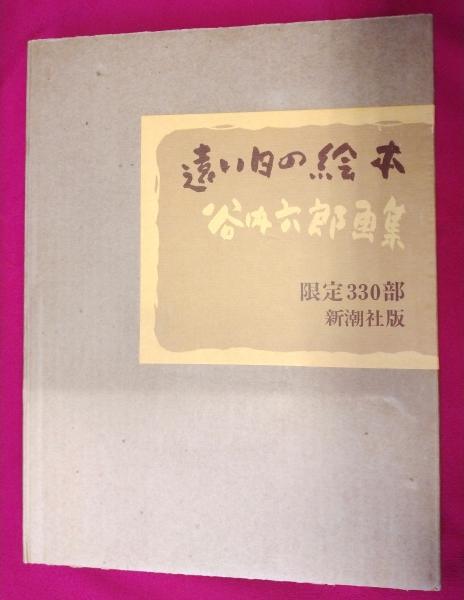 遠い日の絵本
谷内六郎画集
限定330部
新潮社版